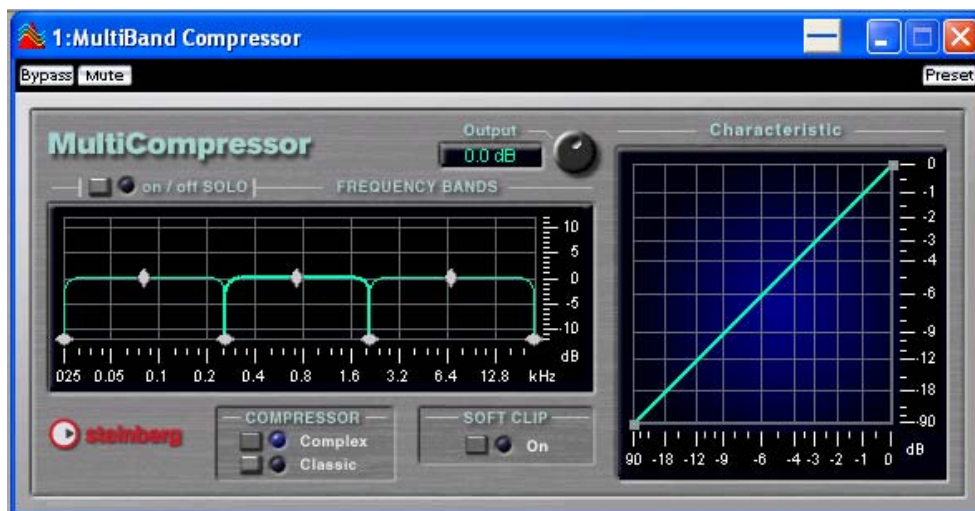 1:MultiBand Compressor
Bypass Mute Preset
MultiCompressor
Output
0.0 dB
Characteristic
on / off SOLO
FREQUENCY BANDS
10
5
0
-5
-10
dB
025 0.05 0.1 0.2 0.4 0.8 1.6 3.2 6.4 12.8 kHz
0
-1
-2
-3
-4
-6
-9
-12
-18
-90
90 -18 -12 -9 -6 -4 -3 -2 -1 0 dB
steinberg
COMPRESSOR
Complex
Classic
SOFT CLIP
On